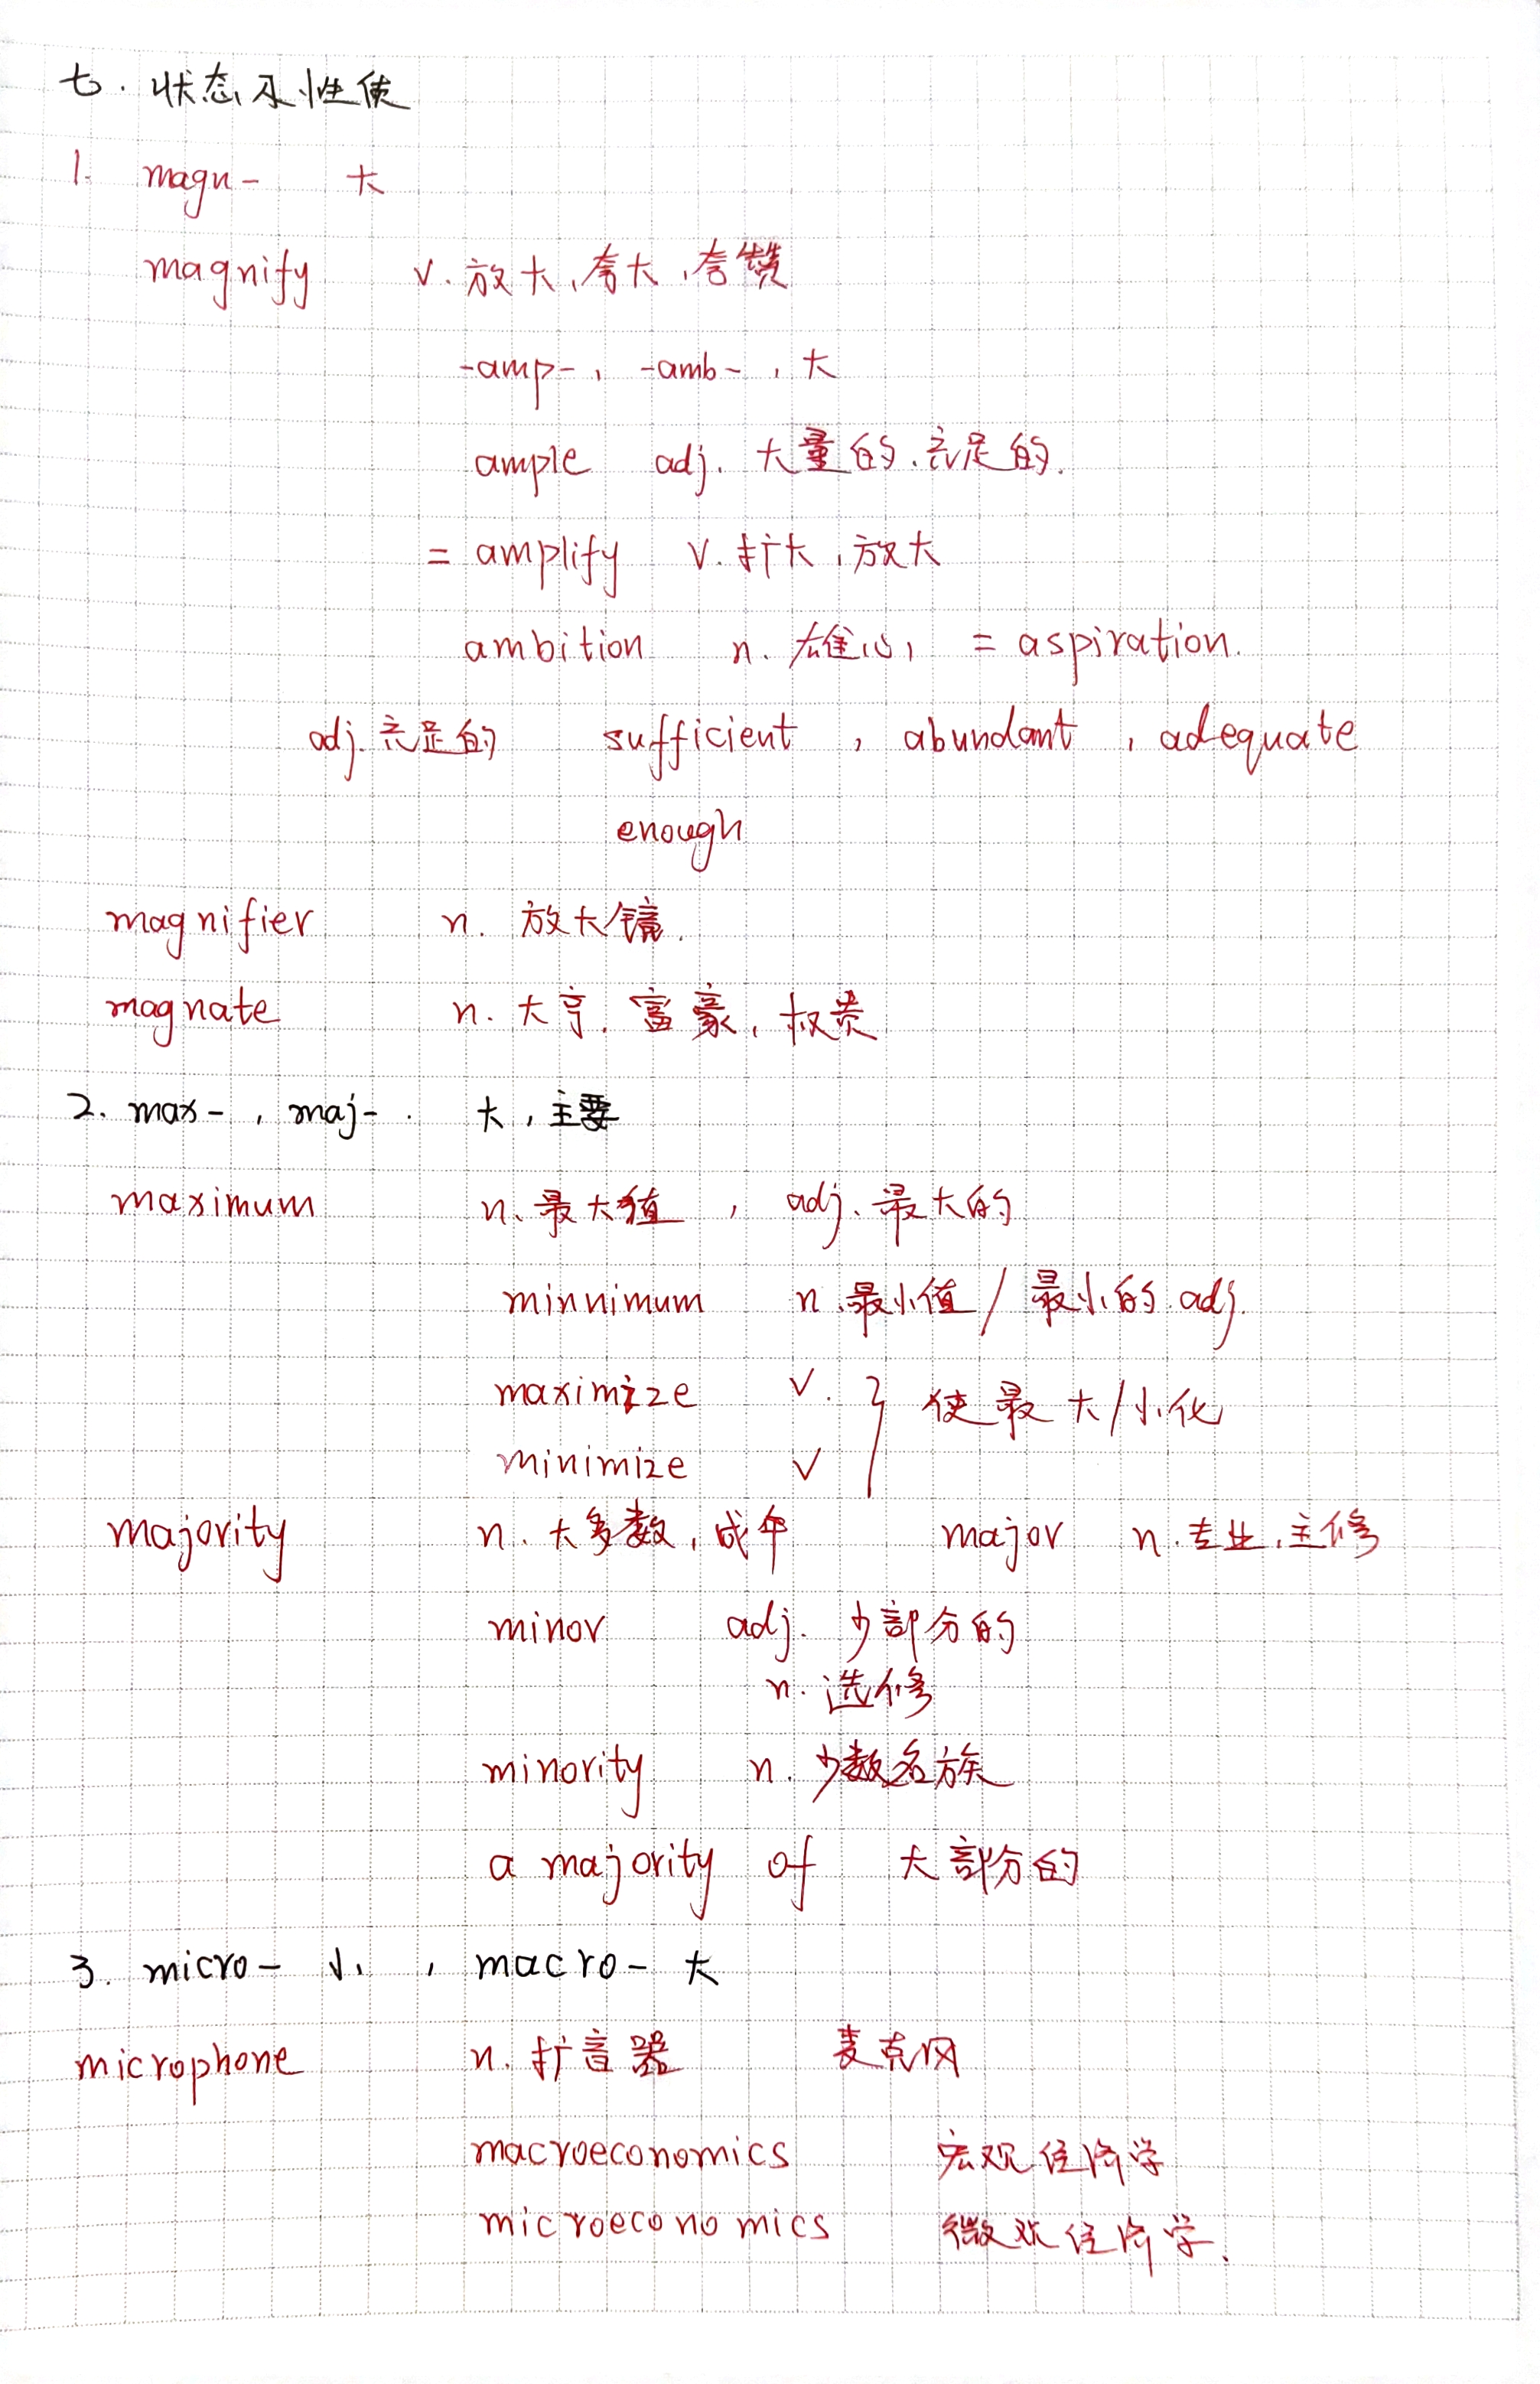 七. 状态及性质
1. magn- 大
magnify v. 放大, 夸大, 夸赞
-amp-, -amb-, 大
ample adj. 大量的. 充足的.
= amplify v. 扩大, 放大
ambition n. 雄心 = aspiration.
adj. 充足的 sufficient , abundant , adequate
enough
magnifier n. 放大镜.
magnate n. 大亨. 富豪, 权贵
2. max- , maj- . 大, 主要
maximum n. 最大值 , adj. 最大的
minnimum n. 最小值 / 最小的. adj.
maximize v. } 使最大/小化
minimize v
majority n. 大多数, 成年 major n. 专业. 主修
minor adj. 少部分的
n. 选修
minority n. 少数名族
a majority of 大部分的
3. micro- 小 , macro- 大
microphone n. 扩音器 麦克风
macroeconomics 宏观经济学
microeconomics 微观经济学.